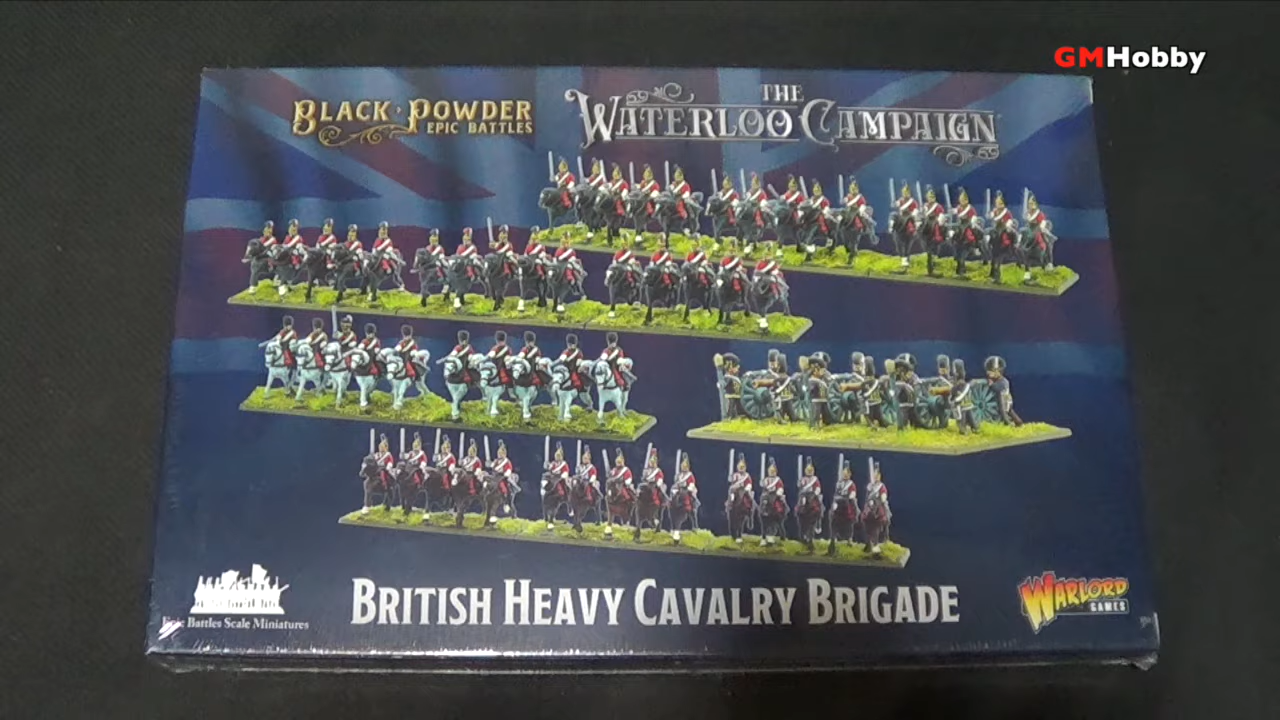 GMHobby
BLACK POWDER
EPIC BATTLES
THE
WATERLOO CAMPAIGN
BRITISH HEAVY CAVALRY BRIGADE
Epic Battles Scale Miniatures
WARLORD
GAMES